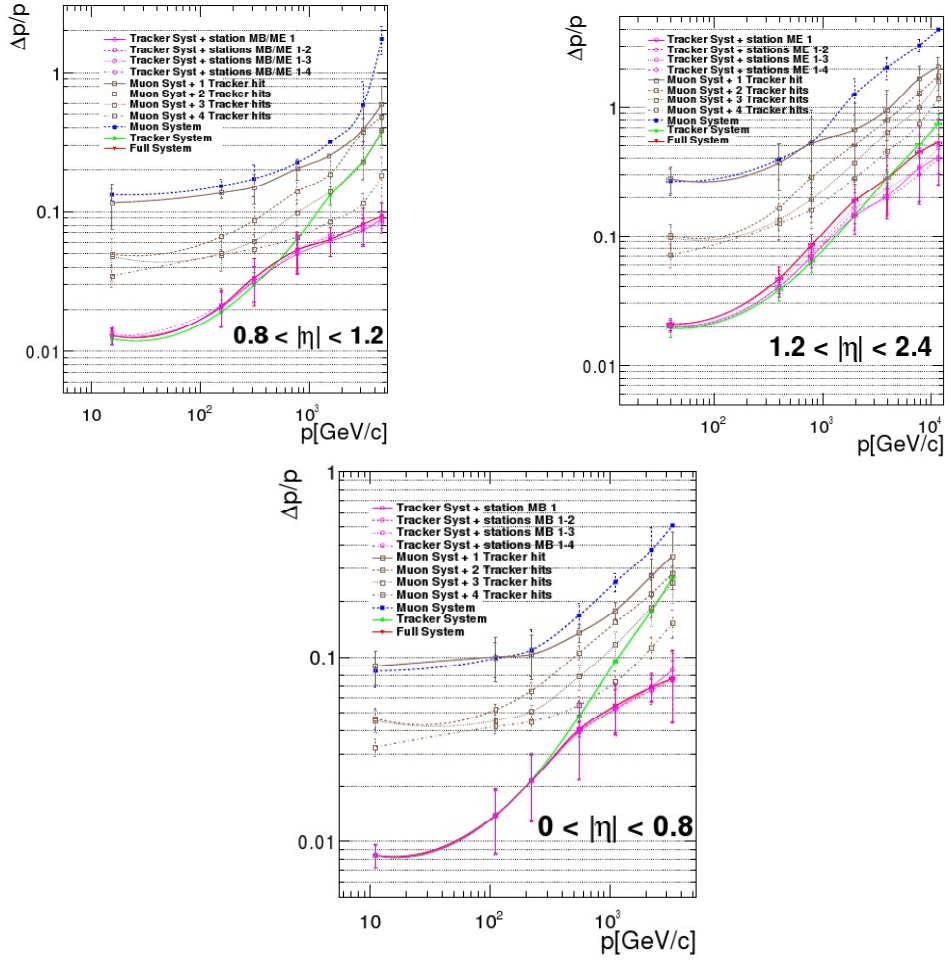 Δp/p
1
0.1
0.01
Tracker Syst + station MB/ME 1
Tracker Syst + stations MB/ME 1-2
Tracker Syst + stations MB/ME 1-3
Tracker Syst + stations MB/ME 1-4
Muon Syst + 1 Tracker hit
Muon Syst + 2 Tracker hits
Muon Syst + 3 Tracker hits
Muon Syst + 4 Tracker hits
Muon System
Tracker System
Full System
0.8 < |η| < 1.2
10 10² 10³
p[GeV/c]
Δp/p
1
0.1
0.01
Tracker Syst + station ME 1
Tracker Syst + stations ME 1-2
Tracker Syst + stations ME 1-3
Tracker Syst + stations ME 1-4
Muon Syst + 1 Tracker hit
Muon Syst + 2 Tracker hits
Muon Syst + 3 Tracker hits
Muon Syst + 4 Tracker hits
Muon System
Tracker System
Full System
1.2 < |η| < 2.4
10² 10³ 10⁴
p[GeV/c]
Δp/p
1
0.1
0.01
Tracker Syst + station MB 1
Tracker Syst + stations MB 1-2
Tracker Syst + stations MB 1-3
Tracker Syst + stations MB 1-4
Muon Syst + 1 Tracker hit
Muon Syst + 2 Tracker hits
Muon Syst + 3 Tracker hits
Muon Syst + 4 Tracker hits
Muon System
Tracker System
Full System
0 < |η| < 0.8
10 10² 10³
p[GeV/c]